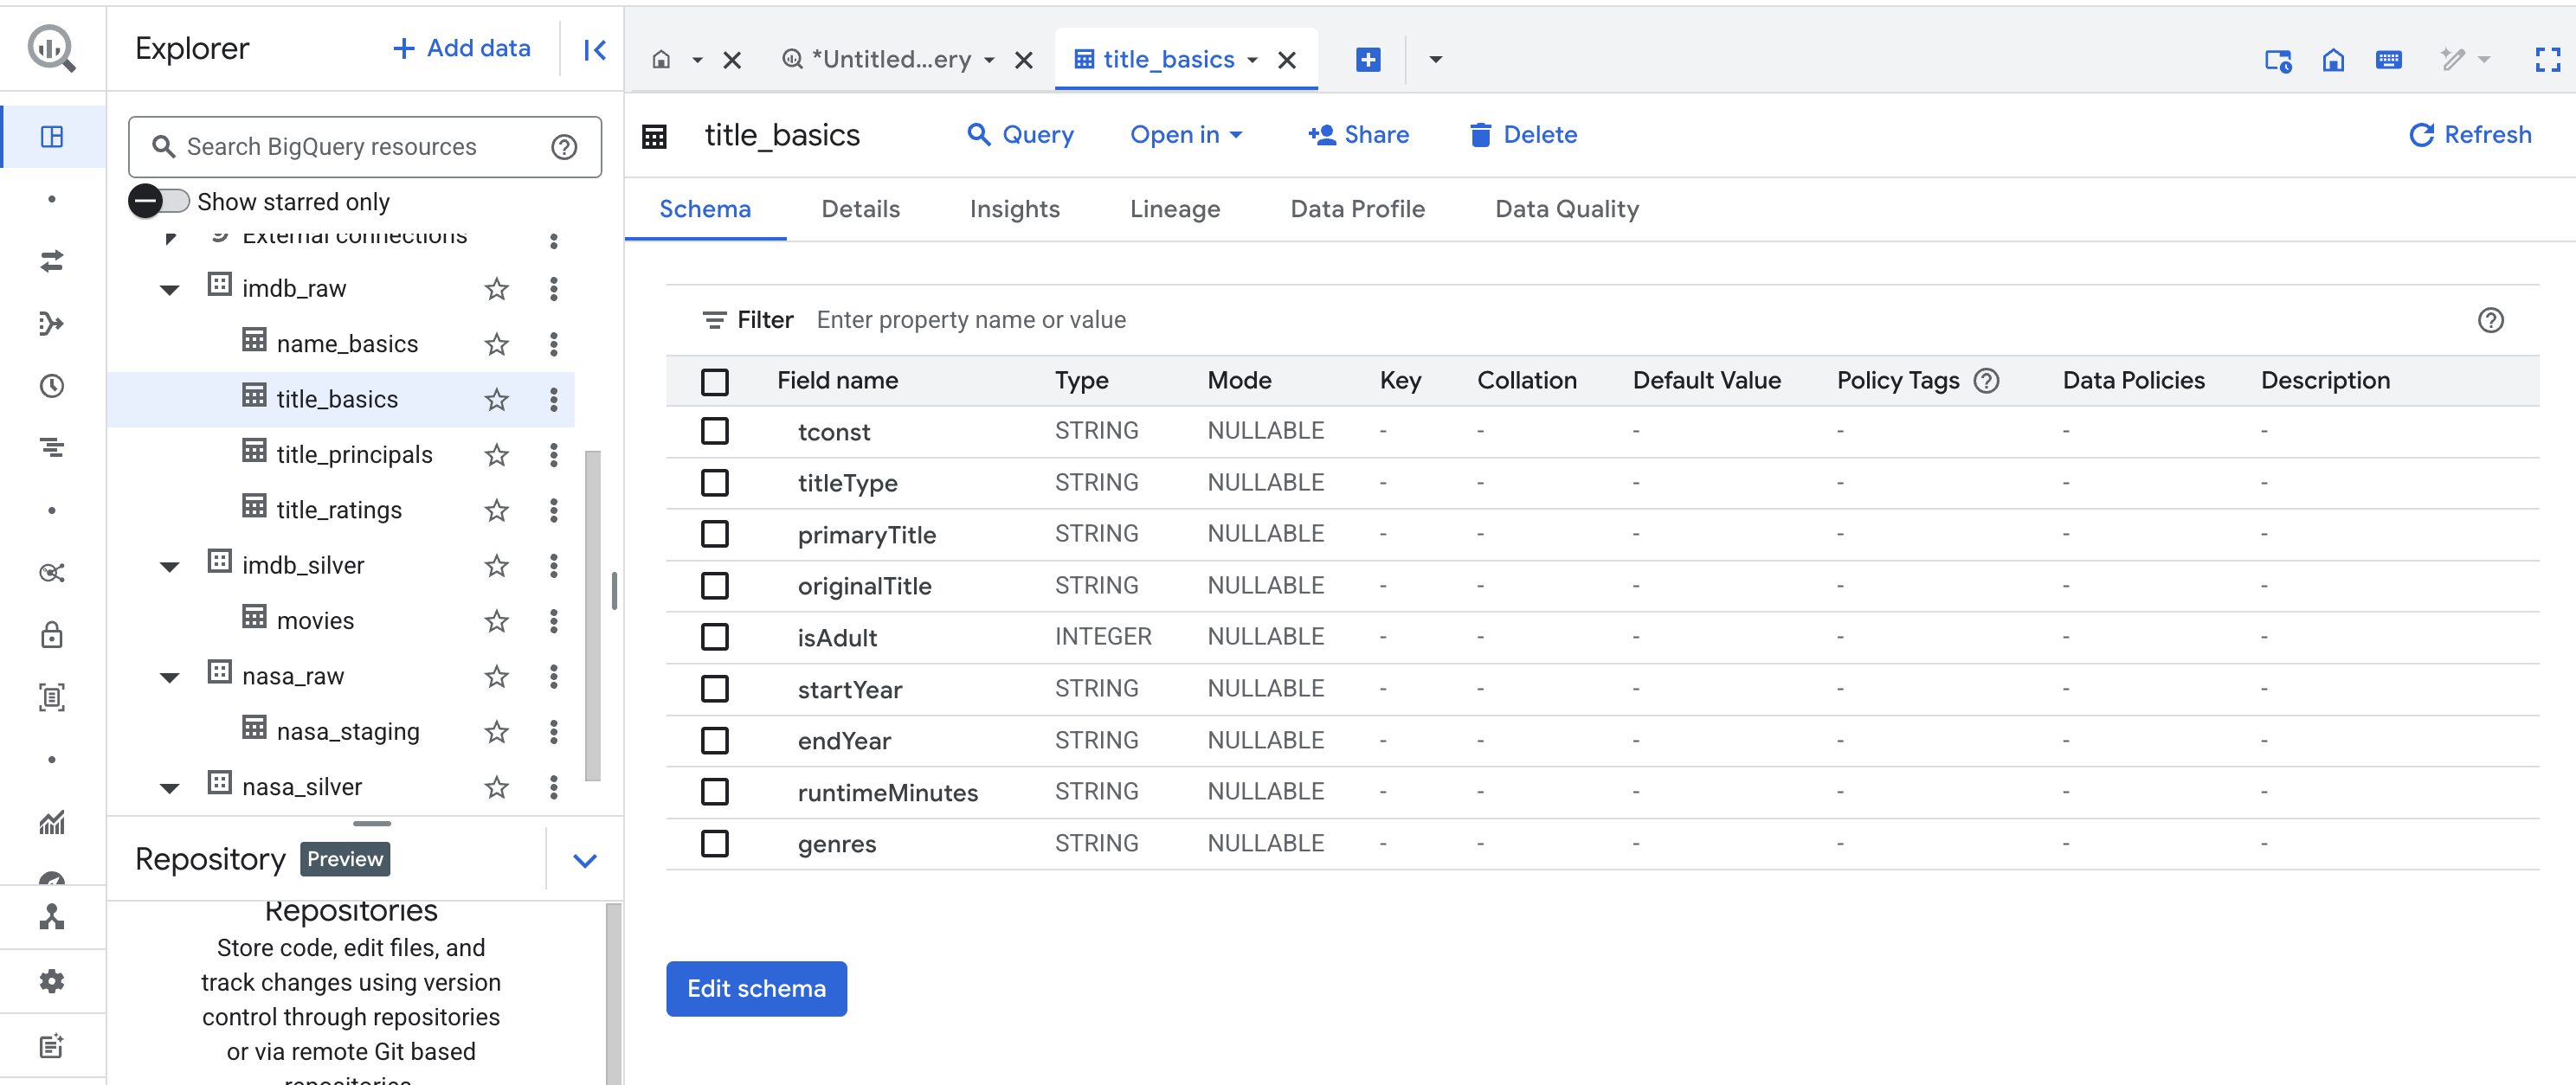 Explorer
+ Add data
Search BigQuery resources
Show starred only
External connections
imdb_raw
name_basics
title_basics
title_principals
title_ratings
imdb_silver
movies
nasa_raw
nasa_staging
nasa_silver
Repository Preview
Repositories
Store code, edit files, and
track changes using version
control through repositories
or via remote Git based
repositories
*Untitled...ery
title_basics
title_basics Query Open in Share Delete Refresh
Schema Details Insights Lineage Data Profile Data Quality
Filter Enter property name or value
Field name Type Mode Key Collation Default Value Policy Tags Data Policies Description
tconst STRING NULLABLE - - - - - -
titleType STRING NULLABLE - - - - - -
primaryTitle STRING NULLABLE - - - - - -
originalTitle STRING NULLABLE - - - - - -
isAdult INTEGER NULLABLE - - - - - -
startYear STRING NULLABLE - - - - - -
endYear STRING NULLABLE - - - - - -
runtimeMinutes STRING NULLABLE - - - - - -
genres STRING NULLABLE - - - - - -
Edit schema